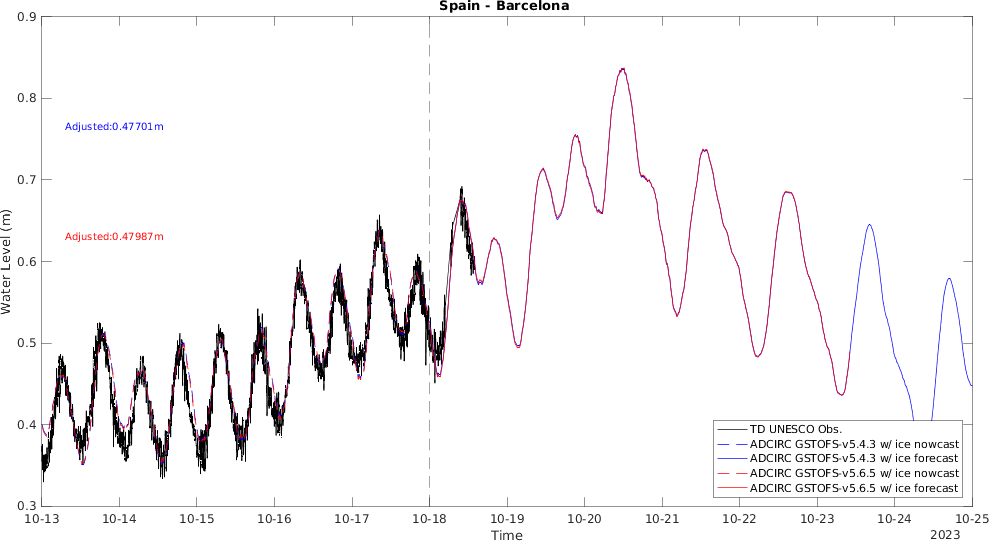 Spain - Barcelona
0.9
0.8
0.7
0.6
0.5
0.4
0.3
Water Level (m)
Adjusted:0.47701m
Adjusted:0.47987m
TD UNESCO Obs.
ADCIRC GSTOFS-v5.4.3 w/ ice nowcast
ADCIRC GSTOFS-v5.4.3 w/ ice forecast
ADCIRC GSTOFS-v5.6.5 w/ ice nowcast
ADCIRC GSTOFS-v5.6.5 w/ ice forecast
10-13 10-14 10-15 10-16 10-17 10-18 10-19 10-20 10-21 10-22 10-23 10-24 10-25
Time
2023